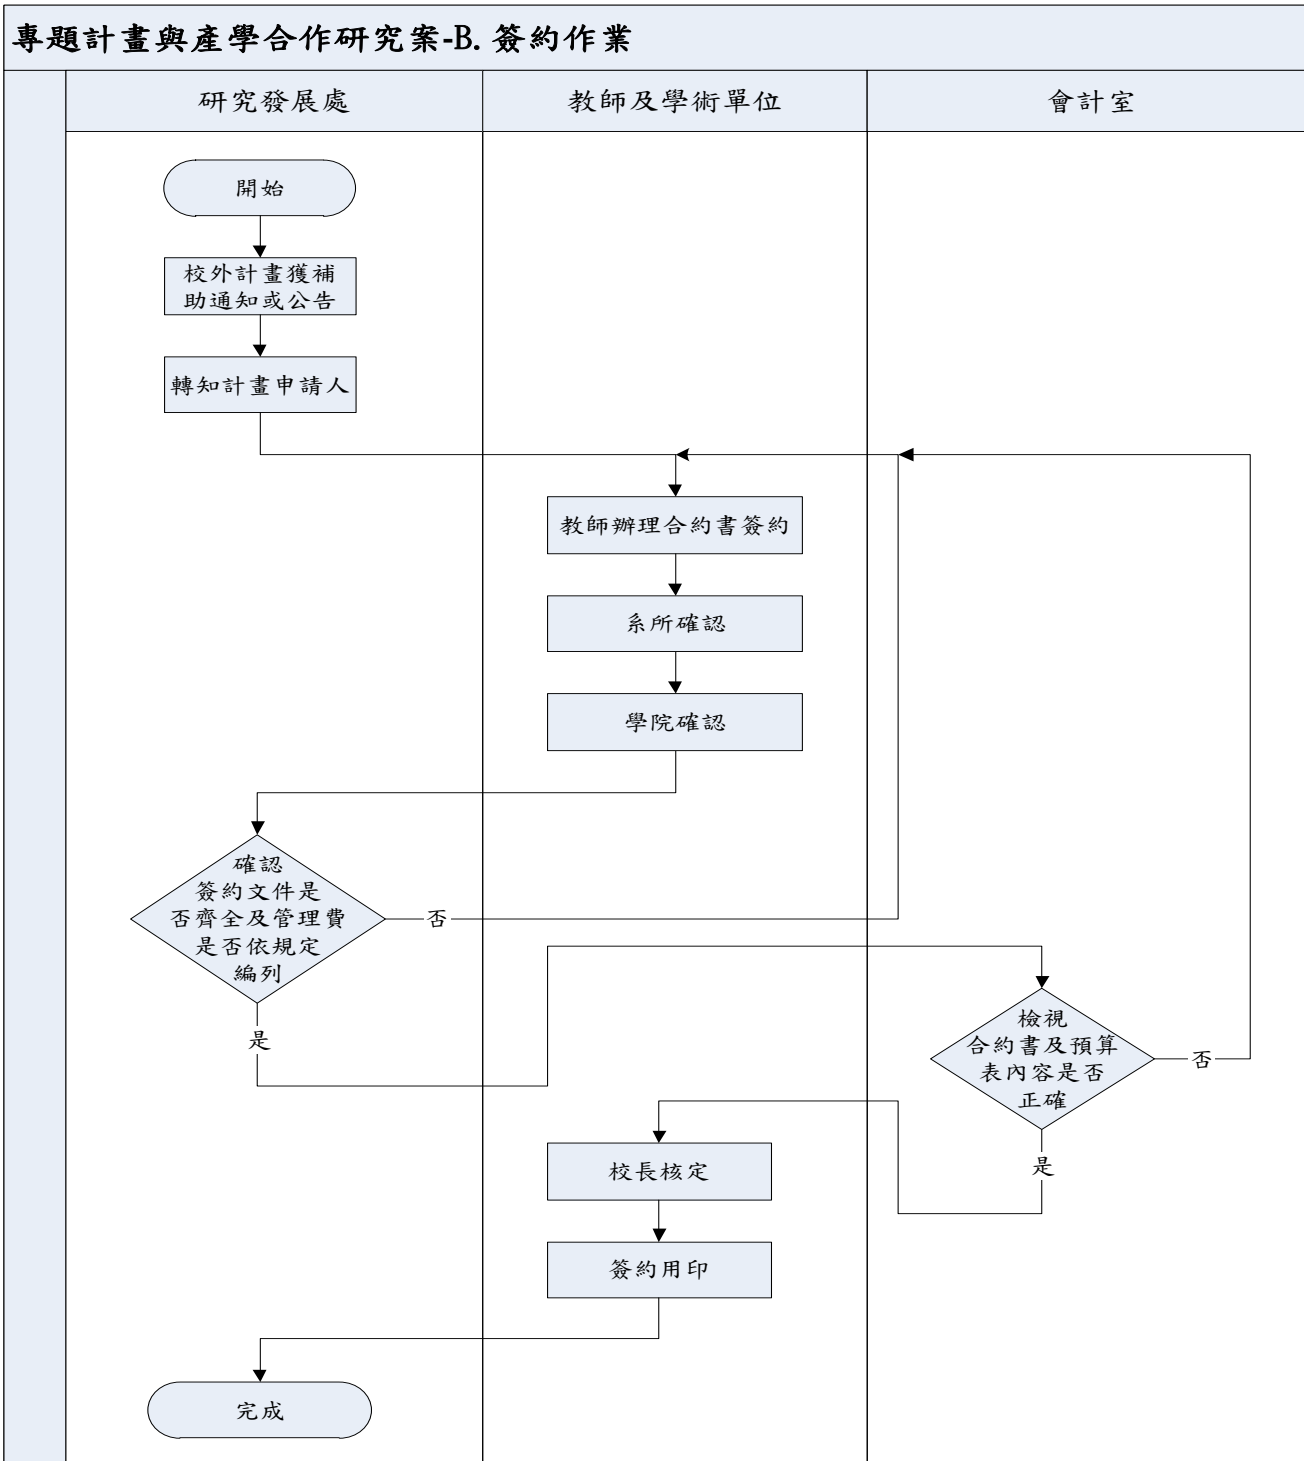 專題計畫與產學合作研究案-B. 簽約作業
研究發展處
教師及學術單位
會計室
開始
校外計畫獲補
助通知或公告
轉知計畫申請人
教師辦理合約書簽約
系所確認
學院確認
確認
簽約文件是
否齊全及管理費
是否依規定
編列
否
是
檢視
合約書及預算
表內容是否
正確
否
是
校長核定
簽約用印
完成